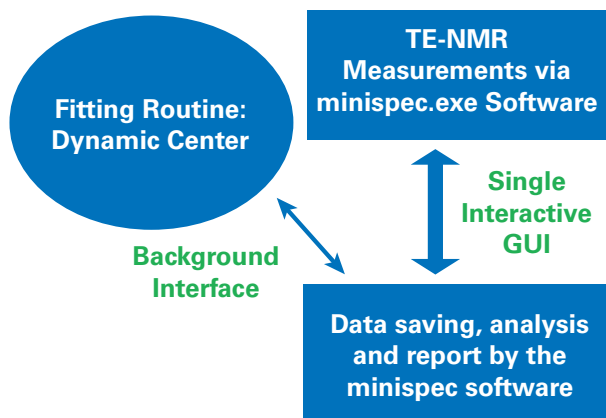 Fitting Routine:
Dynamic Center
TE-NMR
Measurements via
minispec.exe Software
Single
Interactive
GUI
Background
Interface
Data saving, analysis
and report by the
minispec software